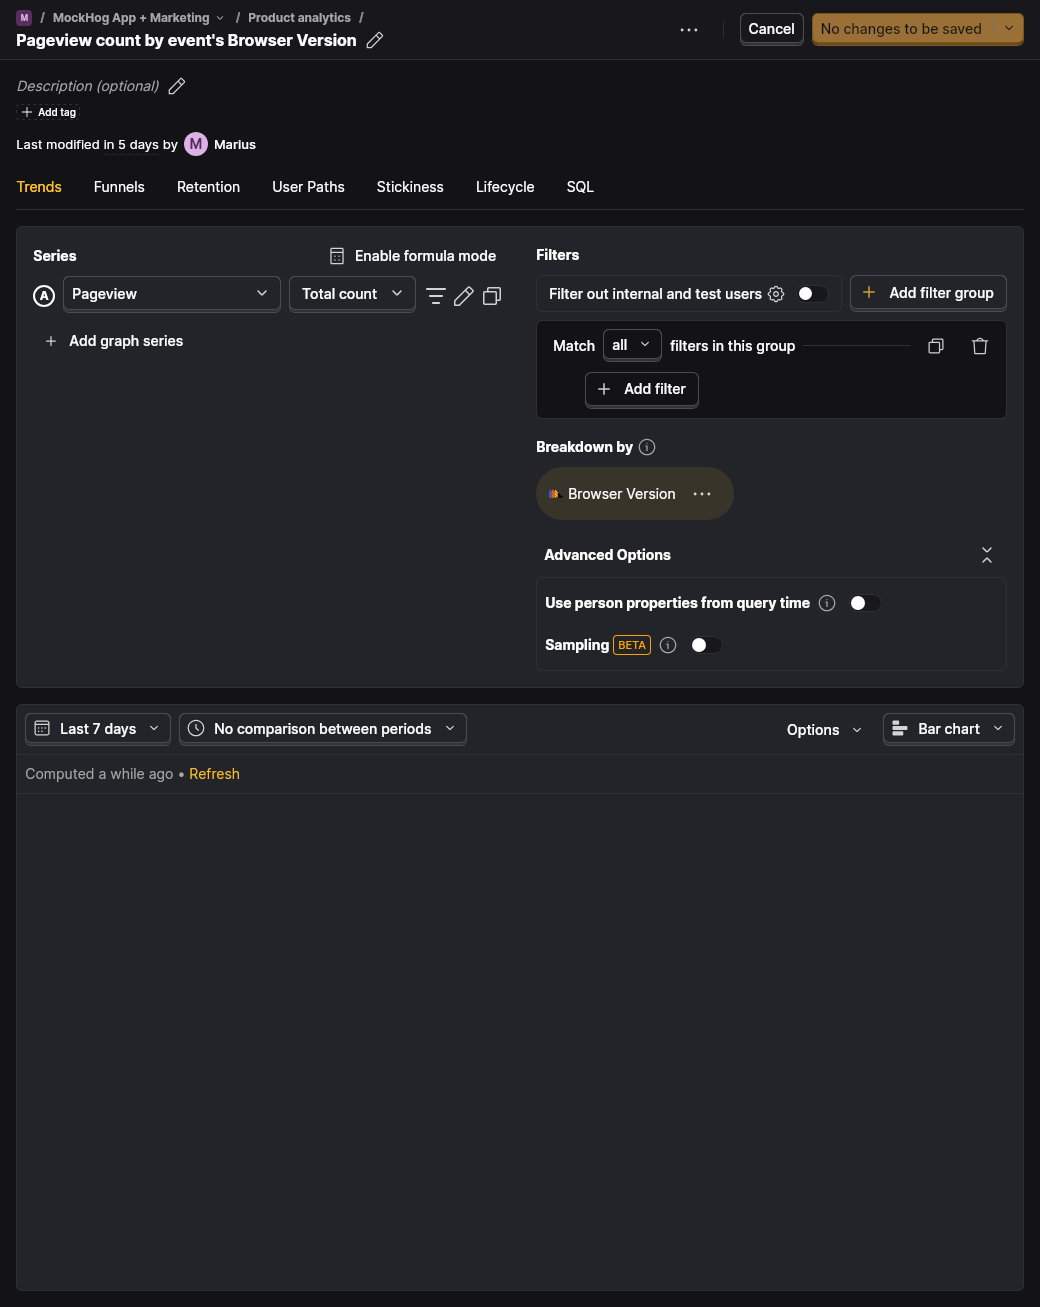 M / MockHog App + Marketing / Product analytics /
Pageview count by event's Browser Version
Cancel
No changes to be saved
Description (optional)
Add tag
Last modified in 5 days by M Marius
Trends Funnels Retention User Paths Stickiness Lifecycle SQL
Series
Enable formula mode
A Pageview Total count
Add graph series
Filters
Filter out internal and test users
Add filter group
Match all filters in this group
Add filter
Breakdown by
Browser Version
Advanced Options
Use person properties from query time
Sampling BETA
Last 7 days No comparison between periods Options Bar chart
Computed a while ago • Refresh